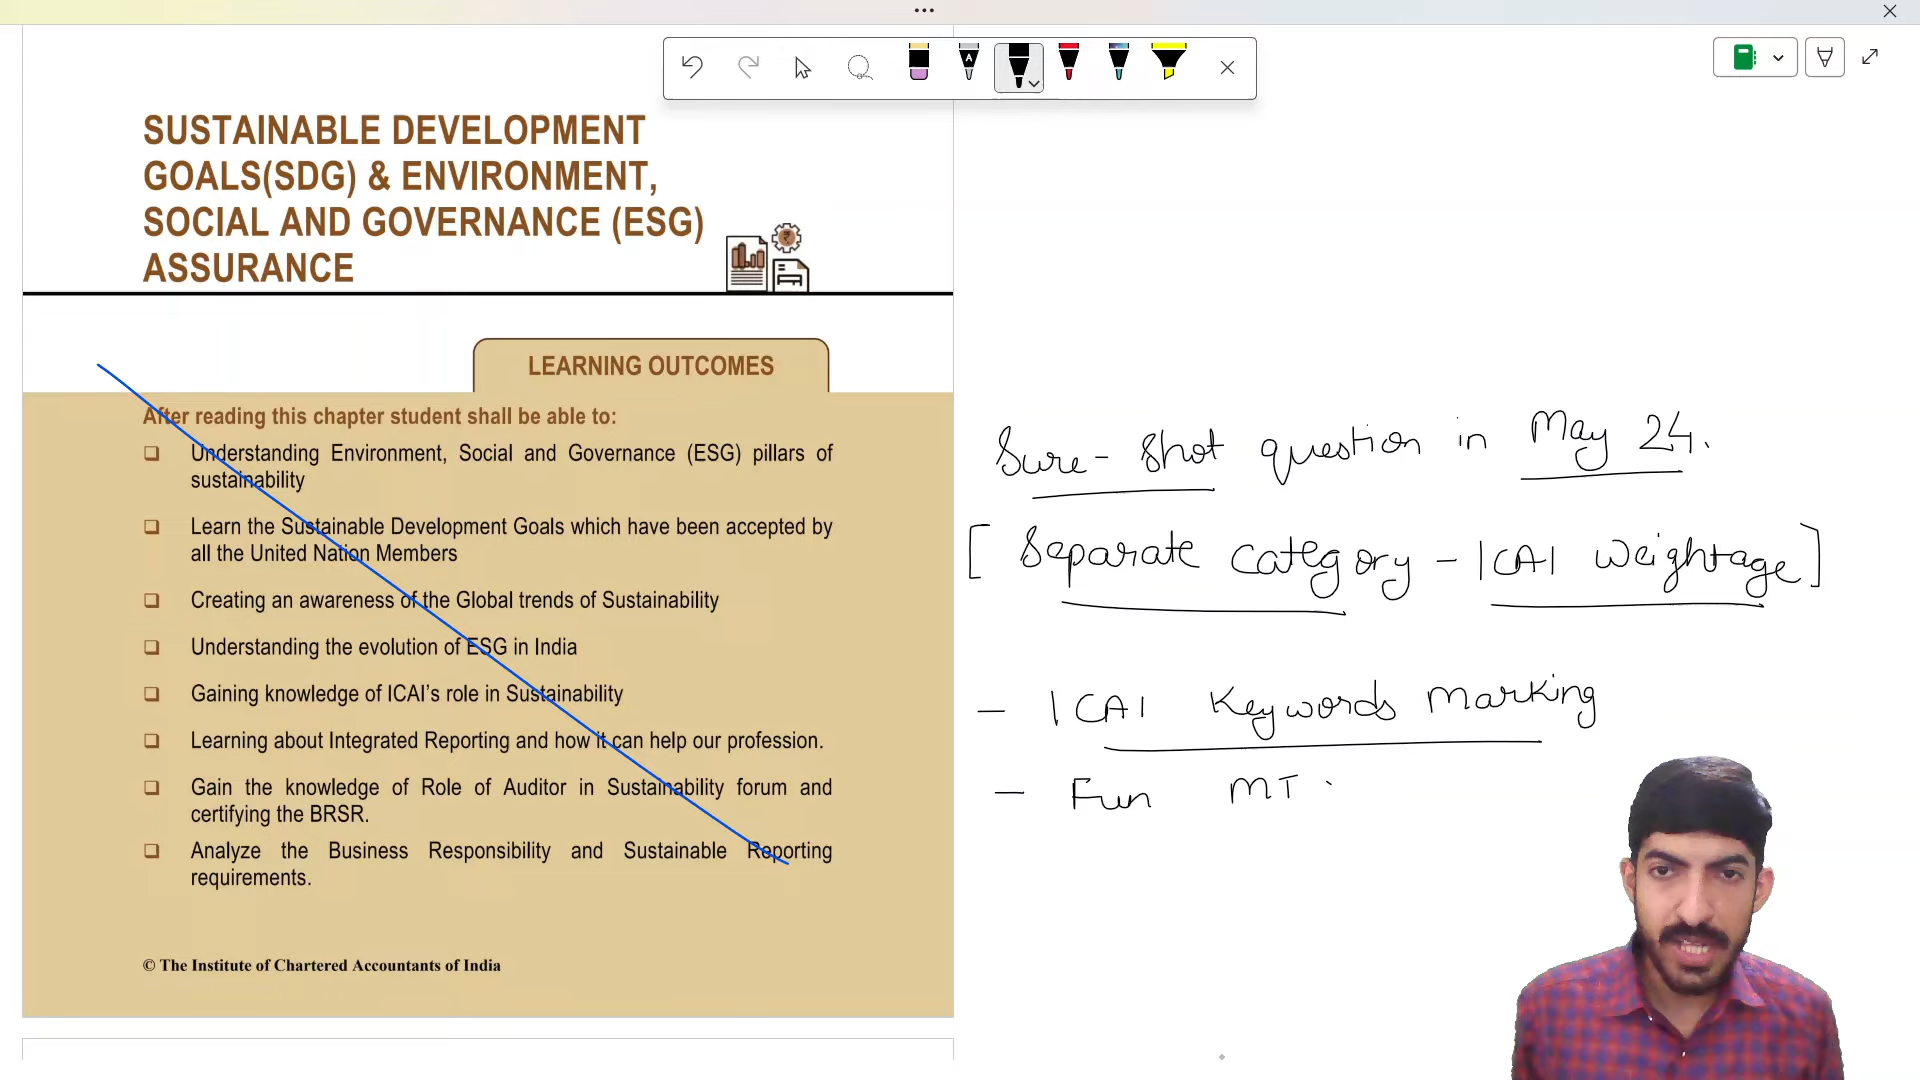 SUSTAINABLE DEVELOPMENT
GOALS(SDG) & ENVIRONMENT,
SOCIAL AND GOVERNANCE (ESG)
ASSURANCE
LEARNING OUTCOMES
After reading this chapter student shall be able to:
Understanding Environment, Social and Governance (ESG) pillars of
sustainability
Learn the Sustainable Development Goals which have been accepted by
all the United Nation Members
Creating an awareness of the Global trends of Sustainability
Understanding the evolution of ESG in India
Gaining knowledge of ICAI's role in Sustainability
Learning about Integrated Reporting and how it can help our profession.
Gain the knowledge of Role of Auditor in Sustainability forum and
certifying the BRSR.
Analyze the Business Responsibility and Sustainable Reporting
requirements.
© The Institute of Chartered Accountants of India
Sure-Shot question in May 24.
[ Separate Category - ICAI Weightage ]
- ICAI Keywords Marking
- Fun MT.